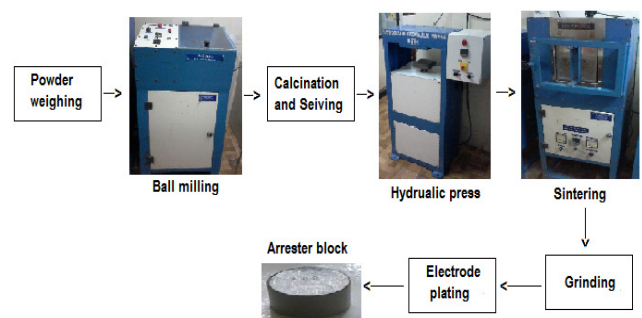 Powder
weighing
Ball milling
Calcination
and Seiving
Hydrualic press
Sintering
Grinding
Electrode
plating
Arrester block